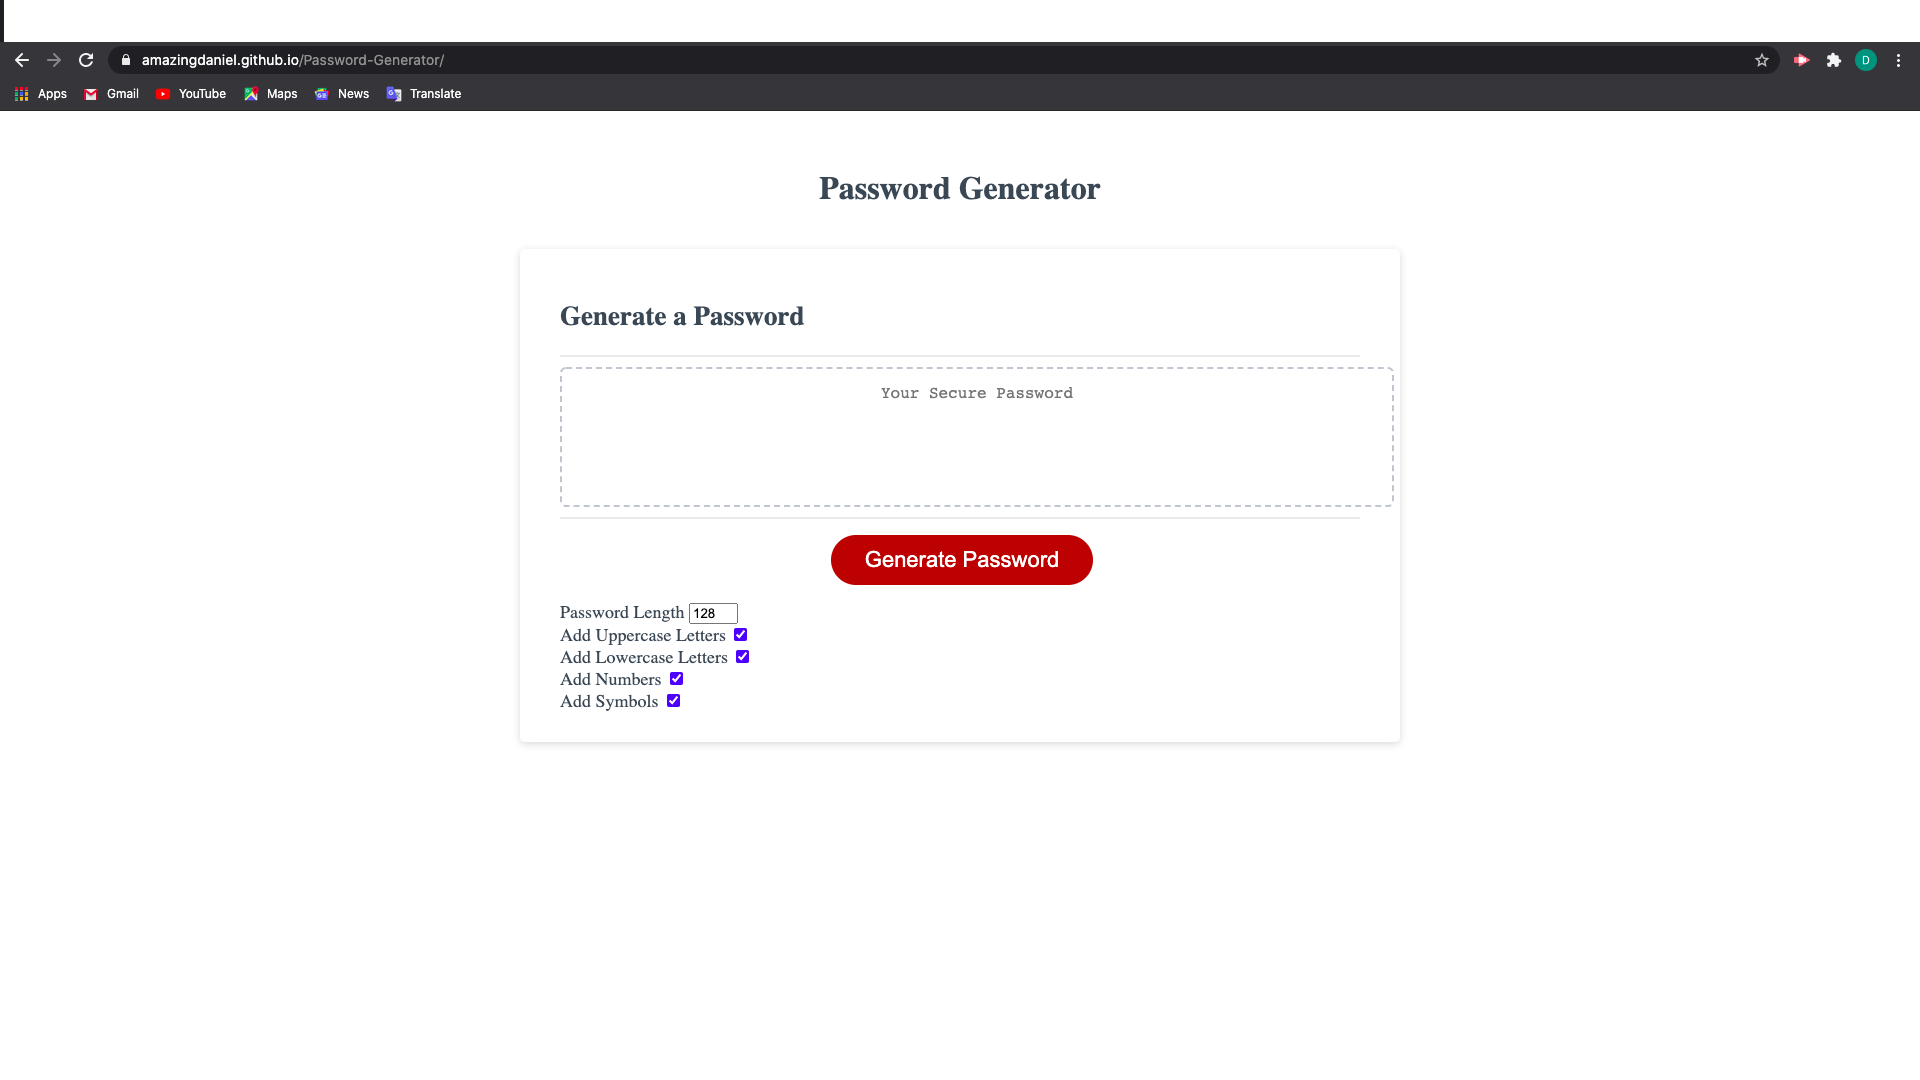 amazingdaniel.github.io/Password-Generator/
D
Apps Gmail YouTube Maps News Translate
Password Generator
Generate a Password
Your Secure Password
Generate Password
Password Length 128
Add Uppercase Letters
Add Lowercase Letters
Add Numbers
Add Symbols